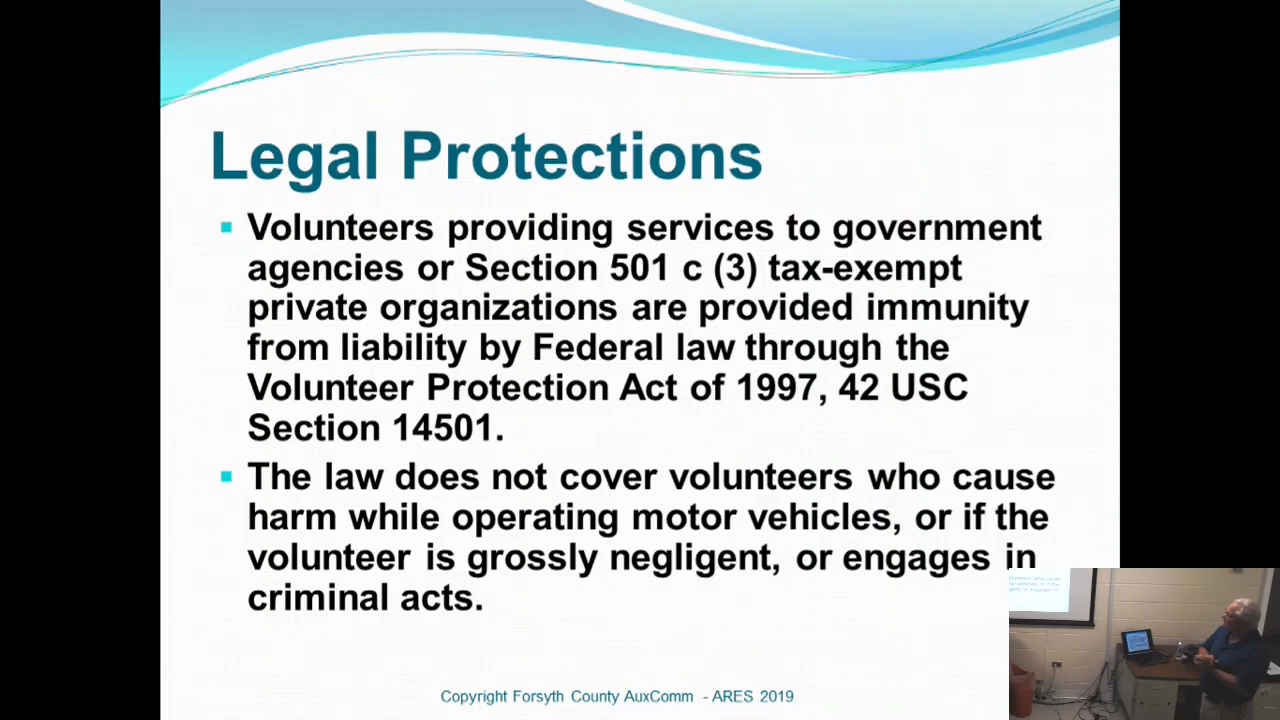 Legal Protections
Volunteers providing services to government
agencies or Section 501 c (3) tax-exempt
private organizations are provided immunity
from liability by Federal law through the
Volunteer Protection Act of 1997, 42 USC
Section 14501.
The law does not cover volunteers who cause
harm while operating motor vehicles, or if the
volunteer is grossly negligent, or engages in
criminal acts.
Copyright Forsyth County AuxComm - ARES 2019